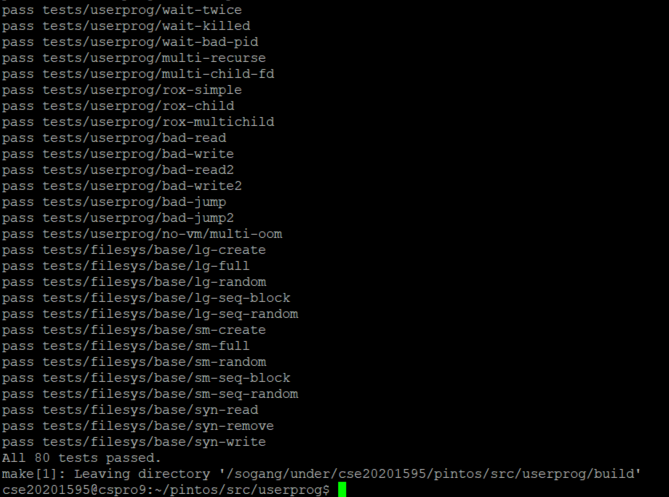 pass tests/userprog/wait-twice
pass tests/userprog/wait-killed
pass tests/userprog/wait-bad-pid
pass tests/userprog/multi-recurse
pass tests/userprog/multi-child-fd
pass tests/userprog/rox-simple
pass tests/userprog/rox-child
pass tests/userprog/rox-multichild
pass tests/userprog/bad-read
pass tests/userprog/bad-write
pass tests/userprog/bad-read2
pass tests/userprog/bad-write2
pass tests/userprog/bad-jump
pass tests/userprog/bad-jump2
pass tests/userprog/no-vm/multi-oom
pass tests/filesys/base/lg-create
pass tests/filesys/base/lg-full
pass tests/filesys/base/lg-random
pass tests/filesys/base/lg-seq-block
pass tests/filesys/base/lg-seq-random
pass tests/filesys/base/sm-create
pass tests/filesys/base/sm-full
pass tests/filesys/base/sm-random
pass tests/filesys/base/sm-seq-block
pass tests/filesys/base/sm-seq-random
pass tests/filesys/base/syn-read
pass tests/filesys/base/syn-remove
pass tests/filesys/base/syn-write
All 80 tests passed.
make[1]: Leaving directory '/sogang/under/cse20201595/pintos/src/userprog/build'
cse20201595@cspro9:~/pintos/src/userprog$